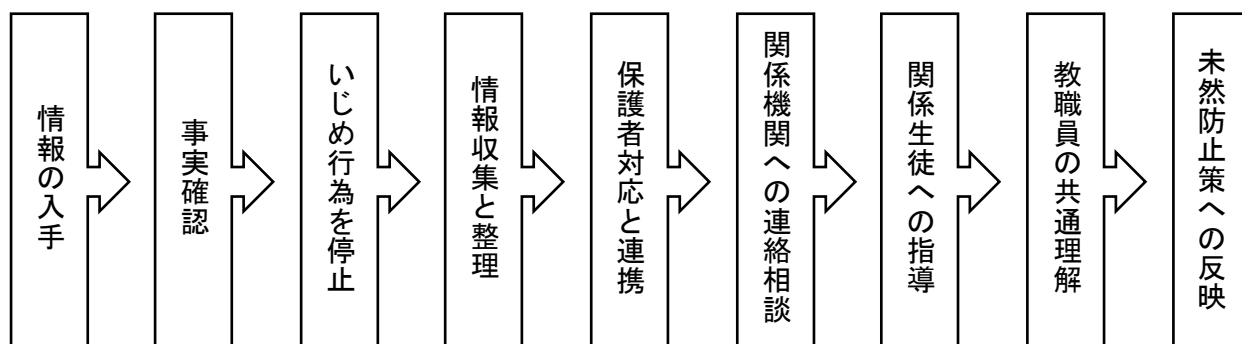 情報の入手
事実確認
いじめ行為を停止
情報収集と整理
保護者対応と連携
関係機関への連絡相談
関係生徒への指導
教職員の共通理解
未然防止策への反映